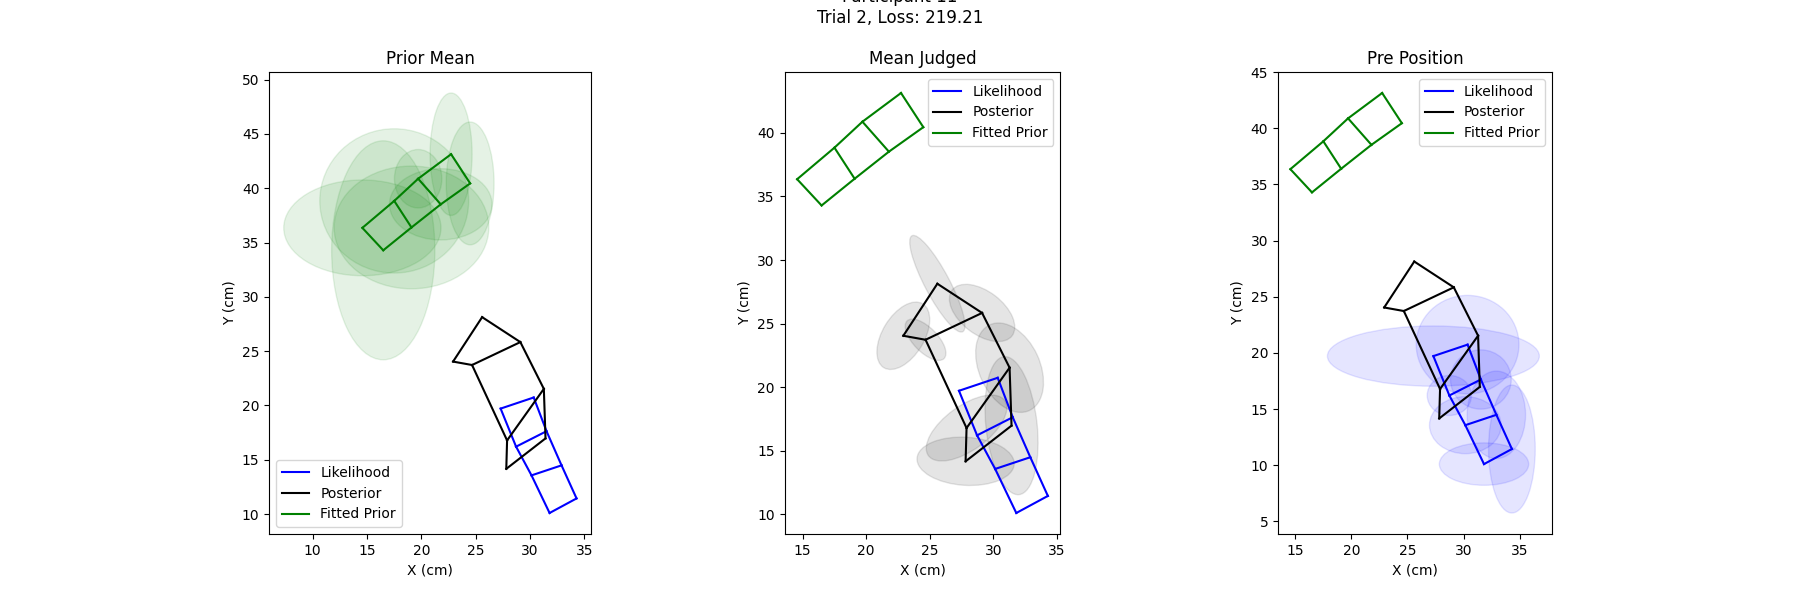 Participant 11
Trial 2, Loss: 219.21
Prior Mean
50
45
40
35
30
25
20
15
10
Y (cm)
10 15 20 25 30 35
X (cm)
Likelihood
Posterior
Fitted Prior
Mean Judged
40
35
30
25
20
15
10
Y (cm)
15 20 25 30 35
X (cm)
Likelihood
Posterior
Fitted Prior
Pre Position
45
40
35
30
25
20
15
10
5
Y (cm)
15 20 25 30 35
X (cm)
Likelihood
Posterior
Fitted Prior